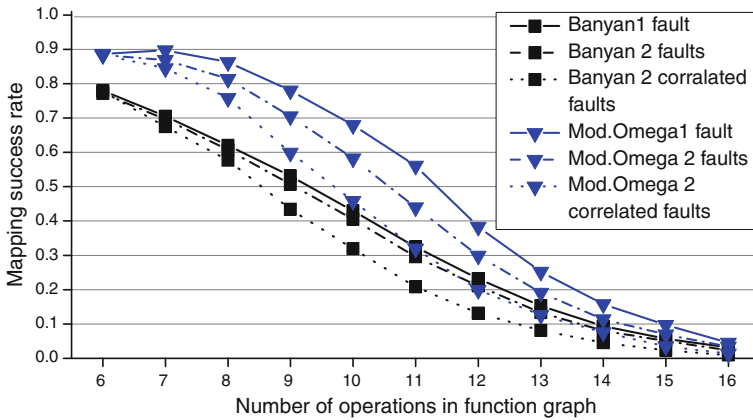 1.0
0.9
0.8
0.7
0.6
0.5
0.4
0.3
0.2
0.1
0.0
Mapping success rate
Banyan1 fault
Banyan 2 faults
Banyan 2 corralated
faults
Mod.Omega1 fault
Mod.Omega 2 faults
Mod.Omega 2
correlated faults
6 7 8 9 10 11 12 13 14 15 16
Number of operations in function graph